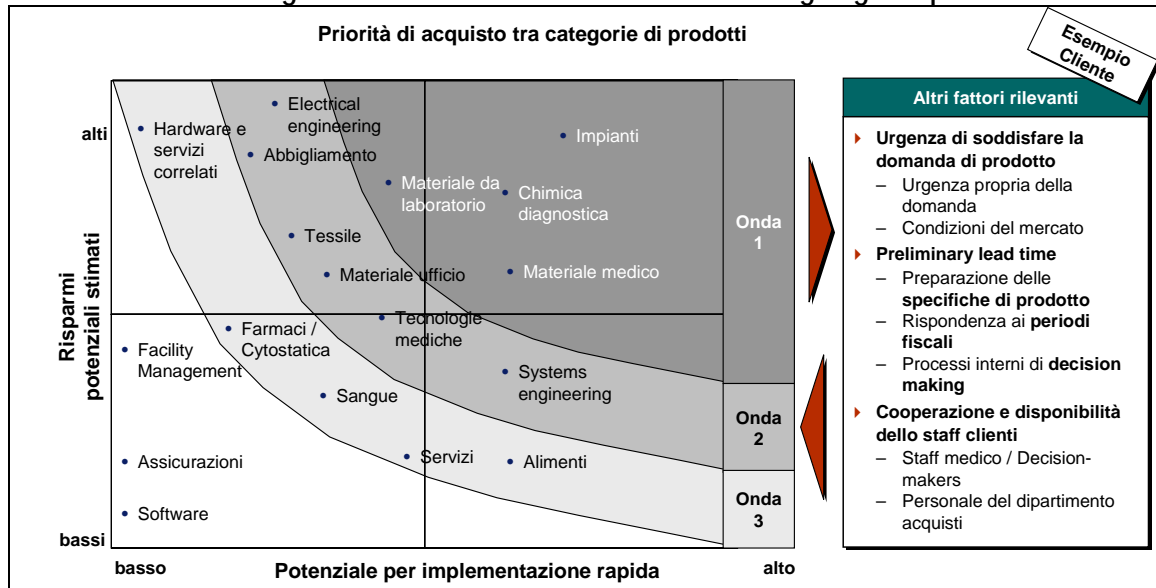 Priorità di acquisto tra categorie di prodotti
Esempio
Cliente
alti
Risparmi
potenziali stimati
bassi
• Hardware e
servizi
correlati
• Electrical
engineering
• Abbigliamento
• Impianti
• Materiale da
laboratorio
• Chimica
diagnostica
• Tessile
• Materiale ufficio
• Materiale medico
• Tecnologie
mediche
• Farmaci /
Cytostatica
• Facility
Management
• Systems
engineering
• Sangue
• Servizi
• Alimenti
• Assicurazioni
• Software
Onda
1
Onda
2
Onda
3
basso
Potenziale per implementazione rapida
alto
Altri fattori rilevanti
Urgenza di soddisfare la
domanda di prodotto
– Urgenza propria della
domanda
– Condizioni del mercato
Preliminary lead time
– Preparazione delle
specifiche di prodotto
– Rispondenza ai periodi
fiscali
– Processi interni di decision
making
Cooperazione e disponibilità
dello staff clienti
– Staff medico / Decision-
makers
– Personale del dipartimento
acquisti